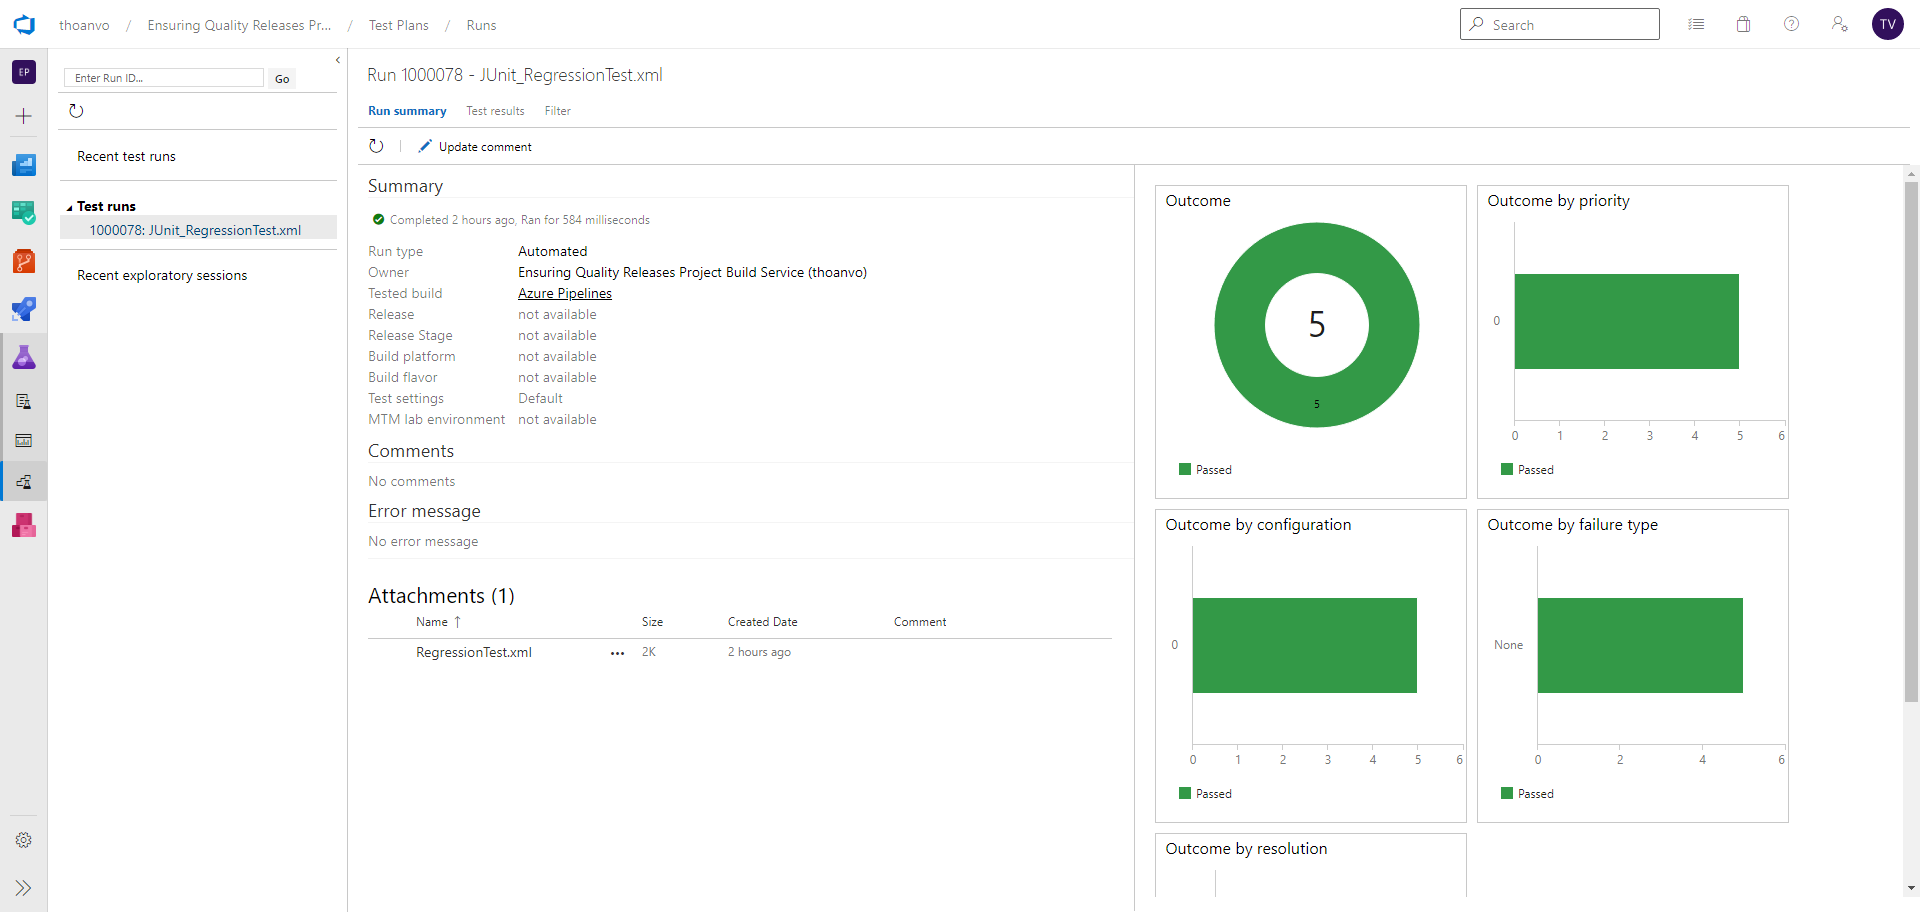 thoanvo / Ensuring Quality Releases Pr... / Test Plans / Runs
Search
TV
EP
Enter Run ID...
Go
Recent test runs
Test runs
1000078: JUnit_RegressionTest.xml
Recent exploratory sessions
Run 1000078 - JUnit_RegressionTest.xml
Run summary Test results Filter
Update comment
Summary
Completed 2 hours ago, Ran for 584 milliseconds
Run type Automated
Owner Ensuring Quality Releases Project Build Service (thoanvo)
Tested build Azure Pipelines
Release not available
Release Stage not available
Build platform not available
Build flavor not available
Test settings Default
MTM lab environment not available
Comments
No comments
Error message
No error message
Attachments (1)
Name ↑ Size Created Date Comment
RegressionTest.xml ... 2K 2 hours ago
Outcome
5
5
Passed
Outcome by priority
0
0 1 2 3 4 5 6
Passed
Outcome by configuration
0
0 1 2 3 4 5 6
Passed
Outcome by failure type
None
0 2 4 6
Passed
Outcome by resolution